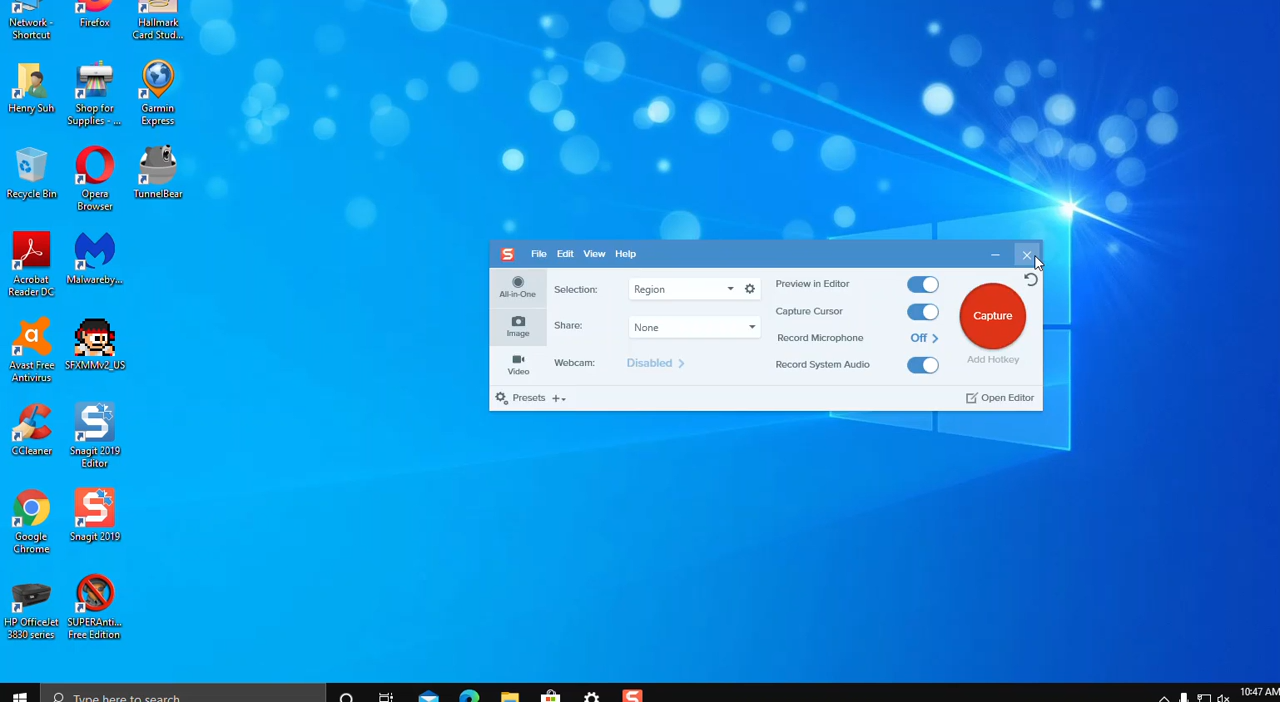 Network -
Shortcut
Firefox
Hallmark
Card Stud...
Henry Suh
Shop for
Supplies - ...
Garmin
Express
Recycle Bin
Opera
Browser
TunnelBear
Acrobat
Reader DC
Malwareby...
Avast Free
Antivirus
SFXMMv2_US
CCleaner
Snagit 2019
Editor
Google
Chrome
Snagit 2019
HP OfficeJet
3830 series
SUPERAnti...
Free Edition
File Edit View Help
All-in-One
Image
Video
Selection: Region
Share: None
Webcam: Disabled
Preview in Editor
Capture Cursor
Record Microphone Off
Record System Audio
Capture
Add Hotkey
Presets
Open Editor
Type here to search
10:47 AM